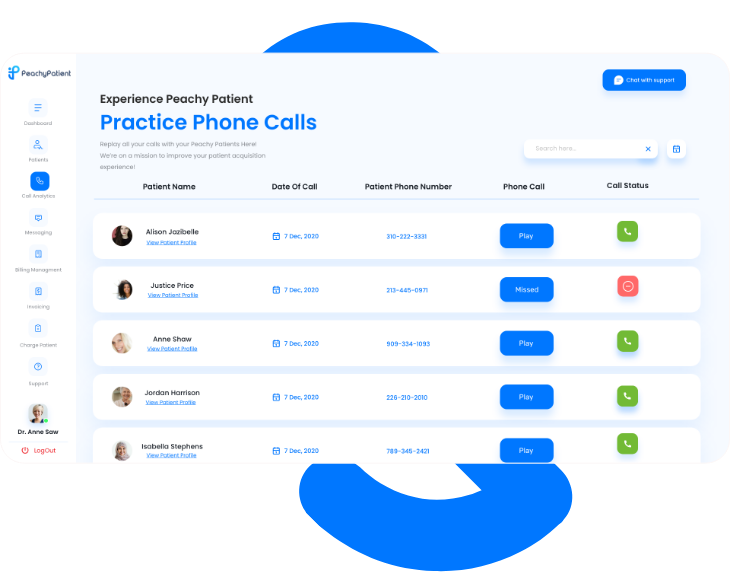 PeachyPatient
Chat with support
Experience Peachy Patient
Practice Phone Calls
Replay all your calls with your Peachy Patients Here!
We're on a mission to improve your patient acquisition
experience!
Search here...
Dashboard
Patients
Call Analytics
Messaging
Billing Managment
Invoicing
Change Patient
Support
Dr. Anne Saw
LogOut
Patient Name Date Of Call Patient Phone Number Phone Call Call Status
Alison Jazibelle
View Patient Profile
7 Dec, 2020 310-222-3331 Play
Justice Price
View Patient Profile
7 Dec, 2020 213-445-0971 Missed
Anne Shaw
View Patient Profile
7 Dec, 2020 909-334-1093 Play
Jordan Harrison
View Patient Profile
7 Dec, 2020 226-210-2010 Play
Isabella Stephens
View Patient Profile
7 Dec, 2020 789-345-2421 Play